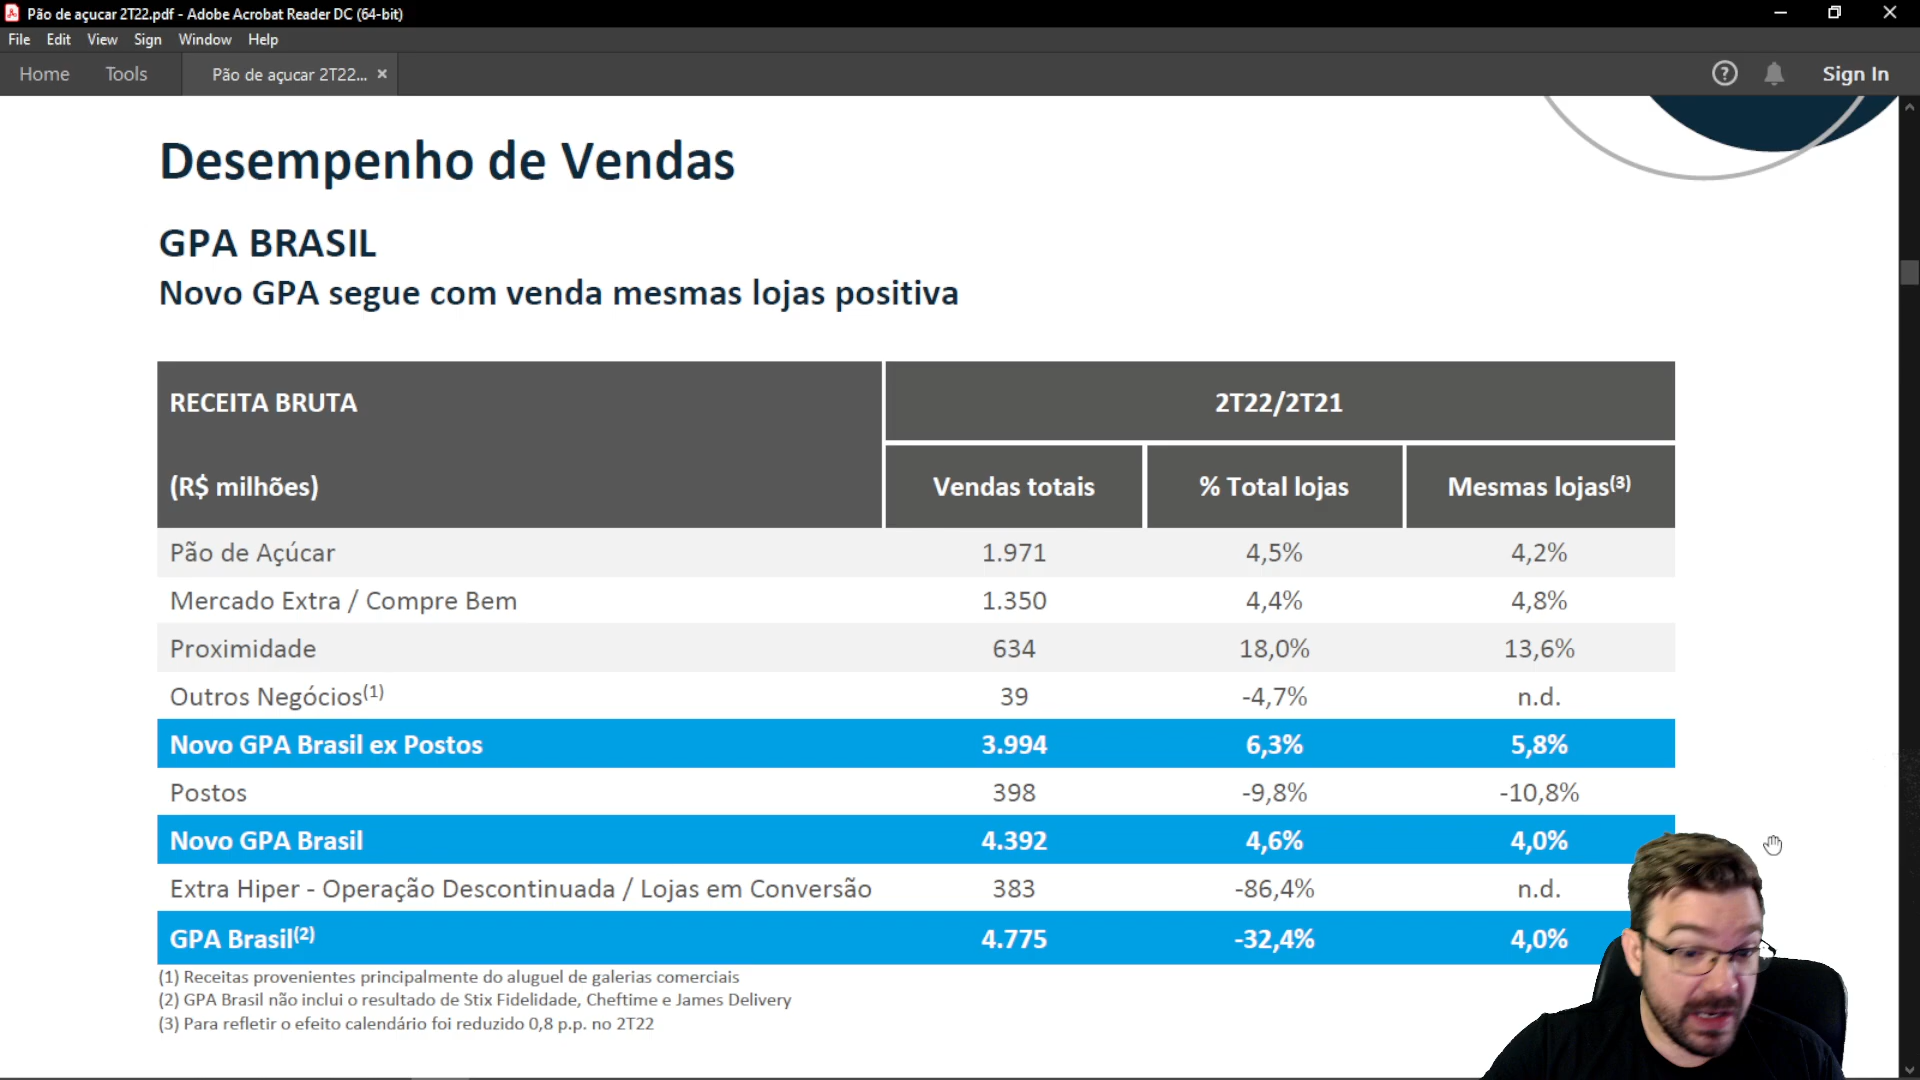 Pão de açucar 2T22.pdf - Adobe Acrobat Reader DC (64-bit)
File Edit View Sign Window Help
Home Tools Pão de açucar 2T22... × Sign In
Desempenho de Vendas
GPA BRASIL
Novo GPA segue com venda mesmas lojas positiva
RECEITA BRUTA 2T22/2T21
(R$ milhões) Vendas totais % Total lojas Mesmas lojas(3)
Pão de Açúcar 1.971 4,5% 4,2%
Mercado Extra / Compre Bem 1.350 4,4% 4,8%
Proximidade 634 18,0% 13,6%
Outros Negócios(1) 39 -4,7% n.d.
Novo GPA Brasil ex Postos 3.994 6,3% 5,8%
Postos 398 -9,8% -10,8%
Novo GPA Brasil 4.392 4,6% 4,0%
Extra Hiper - Operação Descontinuada / Lojas em Conversão 383 -86,4% n.d.
GPA Brasil(2) 4.775 -32,4% 4,0%
(1) Receitas provenientes principalmente do aluguel de galerias comerciais
(2) GPA Brasil não inclui o resultado de Stix Fidelidade, Cheftime e James Delivery
(3) Para refletir o efeito calendário foi reduzido 0,8 p.p. no 2T22